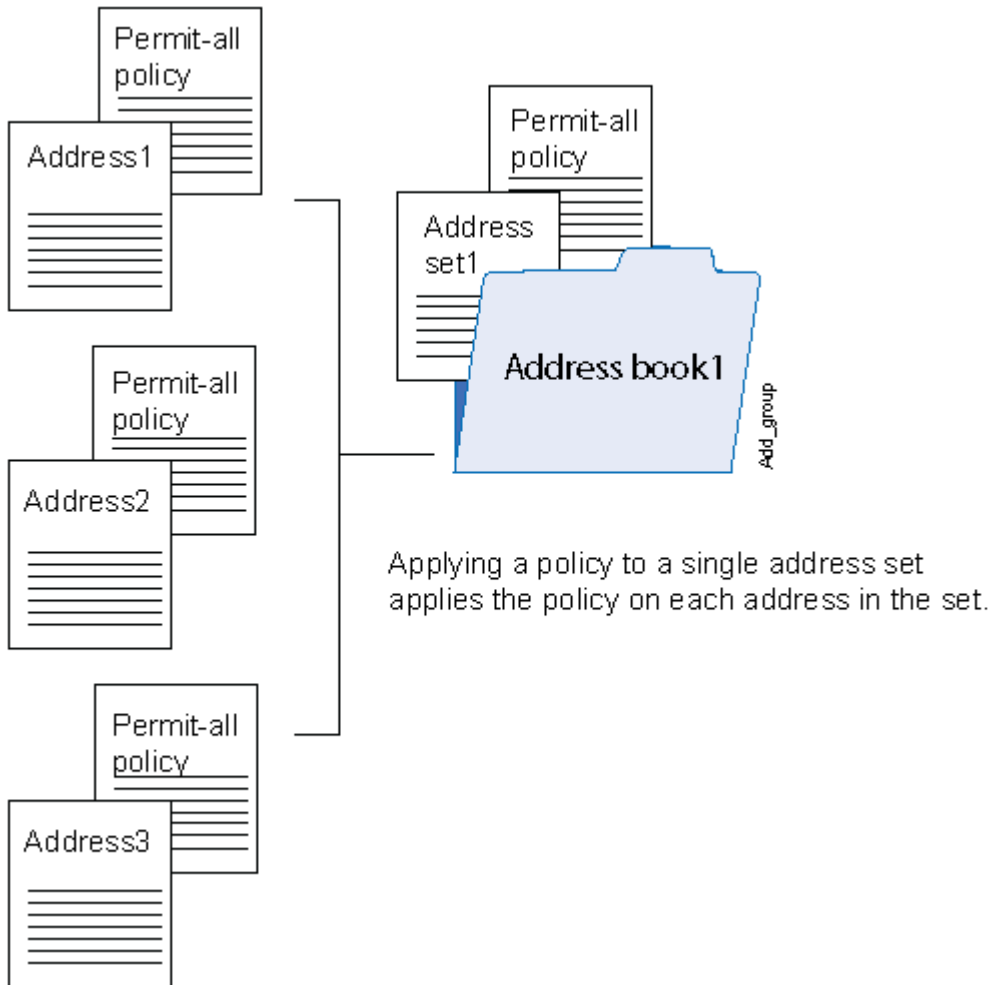 Permit-all
policy
Address1
Permit-all
policy
Address2
Permit-all
policy
Address3
Permit-all
policy
Address
set1
Address book1
Add_group
Applying a policy to a single address set
applies the policy on each address in the set.